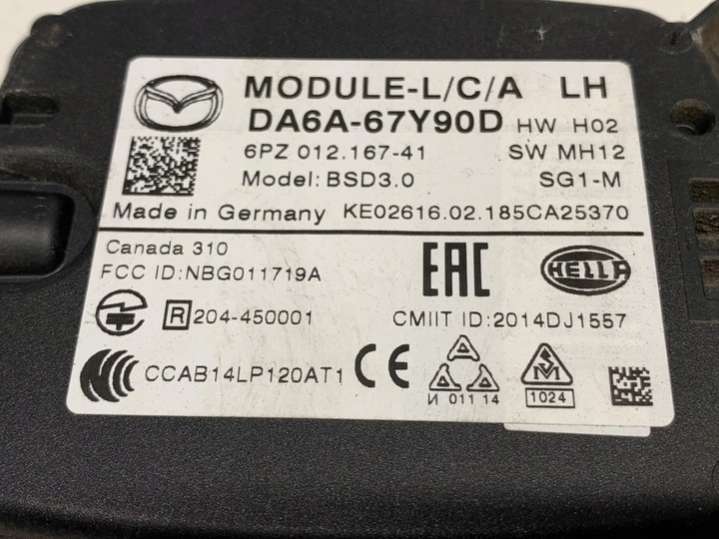 MODULE-L/C/A LH
DA6A-67Y90D HW H02
6PZ 012.167-41 SW MH12
Model: BSD3.0 SG1-M
Made in Germany KE02616.02.185CA25370
Canada 310
FCC ID:NBG011719A
EAC HELLA
R 204-450001 CMIIT ID:2014DJ1557
CCC CCAB14LP120AT1 CE
И 011 14 1024